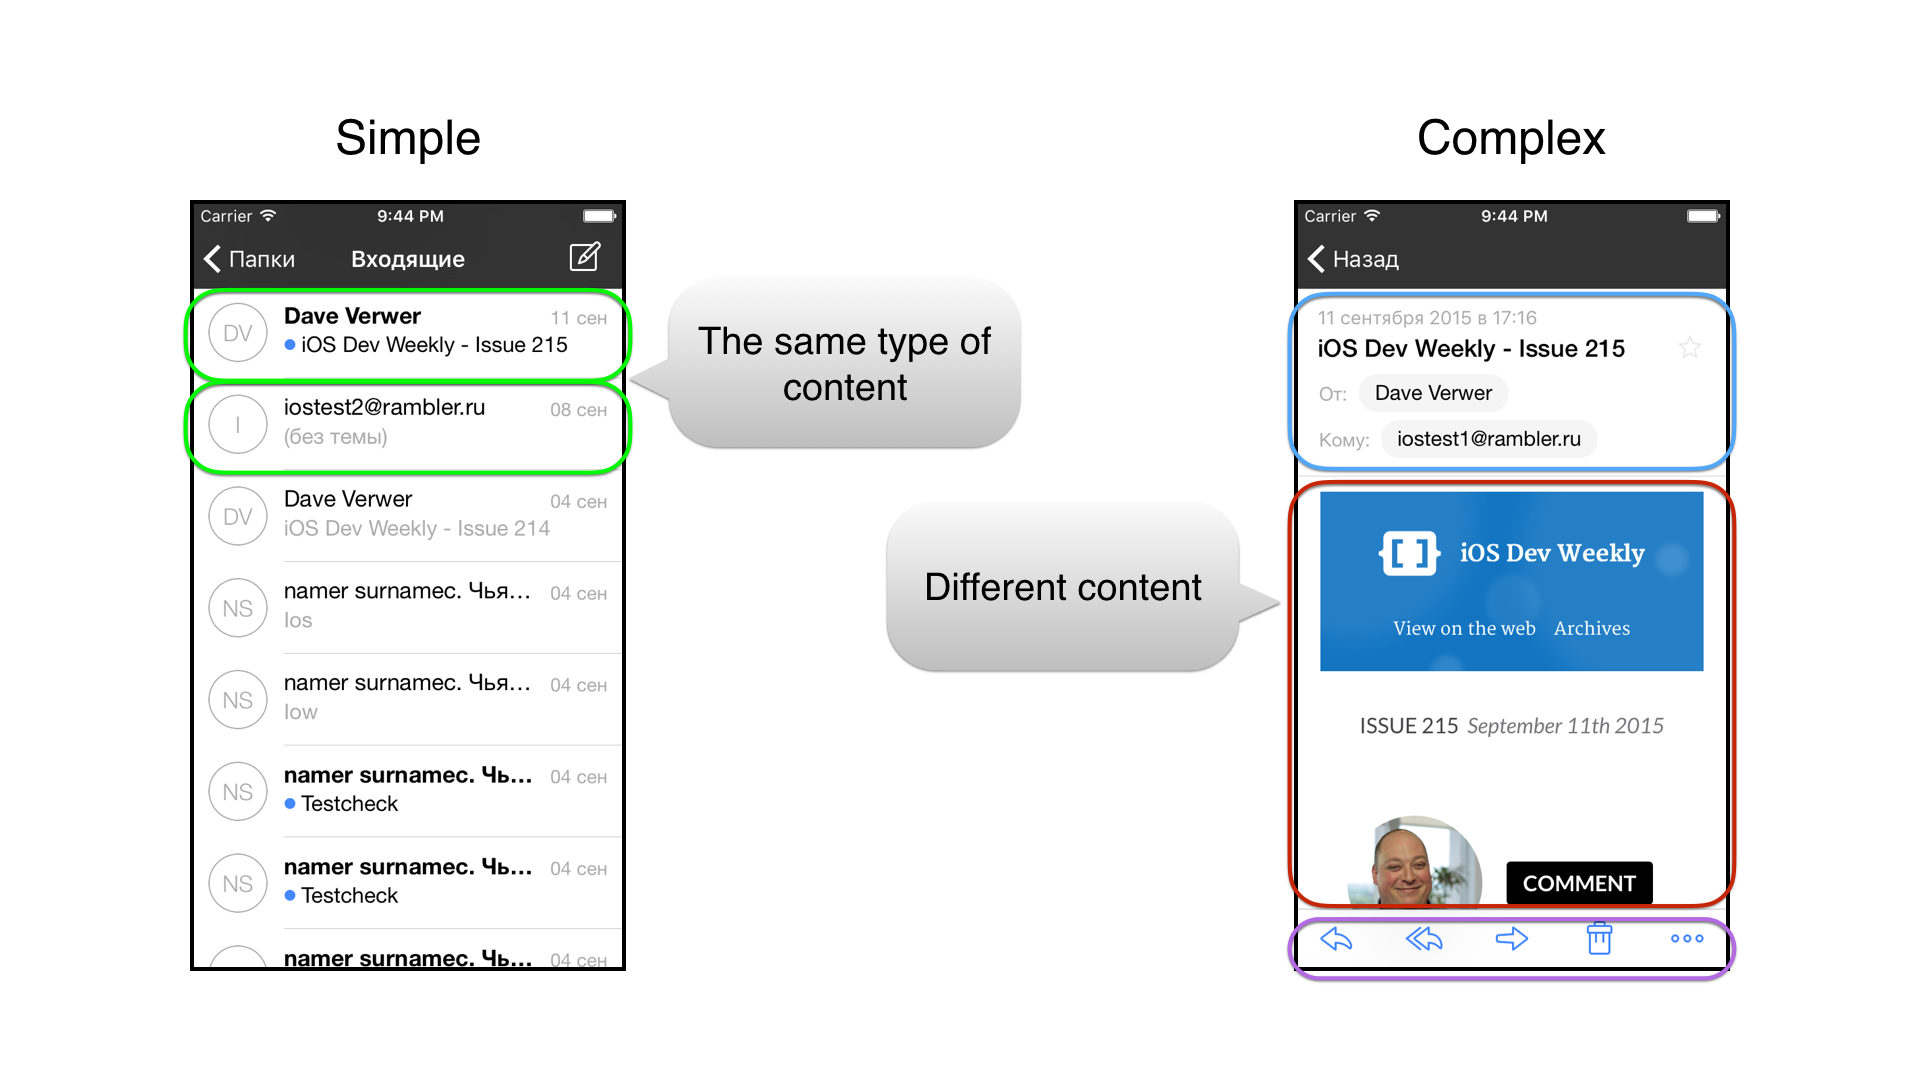 Simple
Complex
Carrier 9:44 PM
Папки Входящие
DV Dave Verwer 11 сен
iOS Dev Weekly - Issue 215
I iostest2@rambler.ru 08 сен
(без темы)
DV Dave Verwer 04 сен
iOS Dev Weekly - Issue 214
NS namer surnamec. Чья... 04 сен
los
NS namer surnamec. Чья... 04 сен
low
NS namer surnamec. Чь... 04 сен
Testcheck
NS namer surnamec. Чь... 04 сен
Testcheck
namer surnamec. Чь... 04 сен
The same type of
content
Different content
Carrier 9:44 PM
Назад
11 сентября 2015 в 17:16
iOS Dev Weekly - Issue 215
От: Dave Verwer
Кому: iostest1@rambler.ru
[ ] iOS Dev Weekly
View on the web Archives
ISSUE 215 September 11th 2015
COMMENT